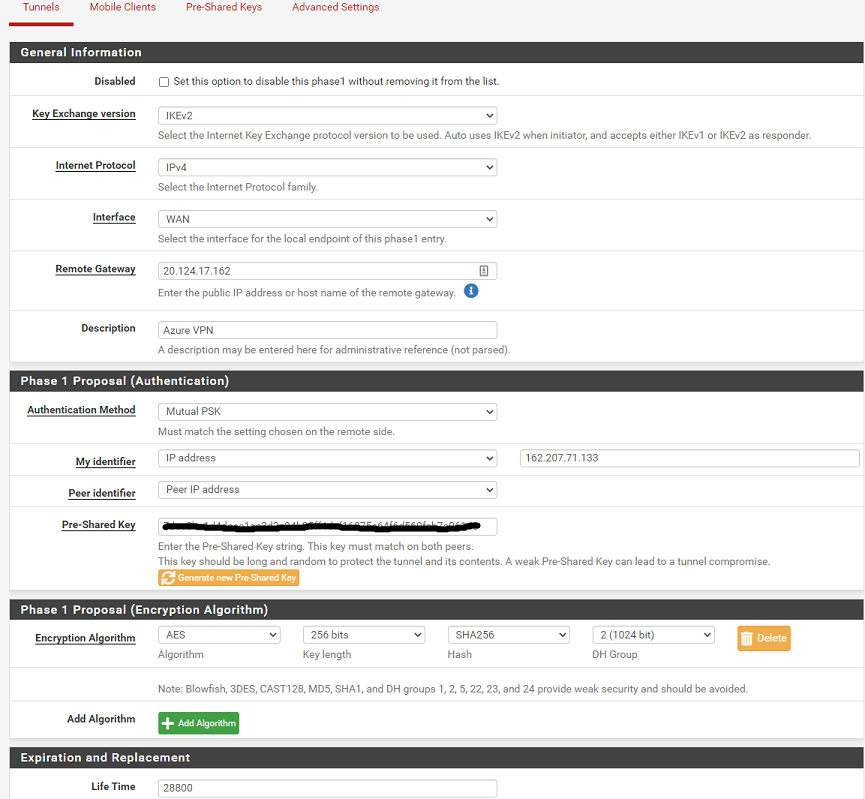 Tunnels Mobile Clients Pre-Shared Keys Advanced Settings
General Information
Disabled Set this option to disable this phase1 without removing it from the list.
Key Exchange version IKEv2
Select the Internet Key Exchange protocol version to be used. Auto uses IKEv2 when initiator, and accepts either IKEv1 or IKEv2 as responder.
Internet Protocol IPv4
Select the Internet Protocol family.
Interface WAN
Select the interface for the local endpoint of this phase1 entry.
Remote Gateway 20.124.17.162
Enter the public IP address or host name of the remote gateway.
Description Azure VPN
A description may be entered here for administrative reference (not parsed).
Phase 1 Proposal (Authentication)
Authentication Method Mutual PSK
Must match the setting chosen on the remote side.
My identifier IP address 162.207.71.133
Peer identifier Peer IP address
Pre-Shared Key
Enter the Pre-Shared Key string. This key must match on both peers.
This key should be long and random to protect the tunnel and its contents. A weak Pre-Shared Key can lead to a tunnel compromise.
Generate new Pre-Shared Key
Phase 1 Proposal (Encryption Algorithm)
Encryption Algorithm AES 256 bits SHA256 2 (1024 bit) Delete
Algorithm Key length Hash DH Group
Note: Blowfish, 3DES, CAST128, MD5, SHA1, and DH groups 1, 2, 5, 22, 23, and 24 provide weak security and should be avoided.
Add Algorithm Add Algorithm
Expiration and Replacement
Life Time 28800